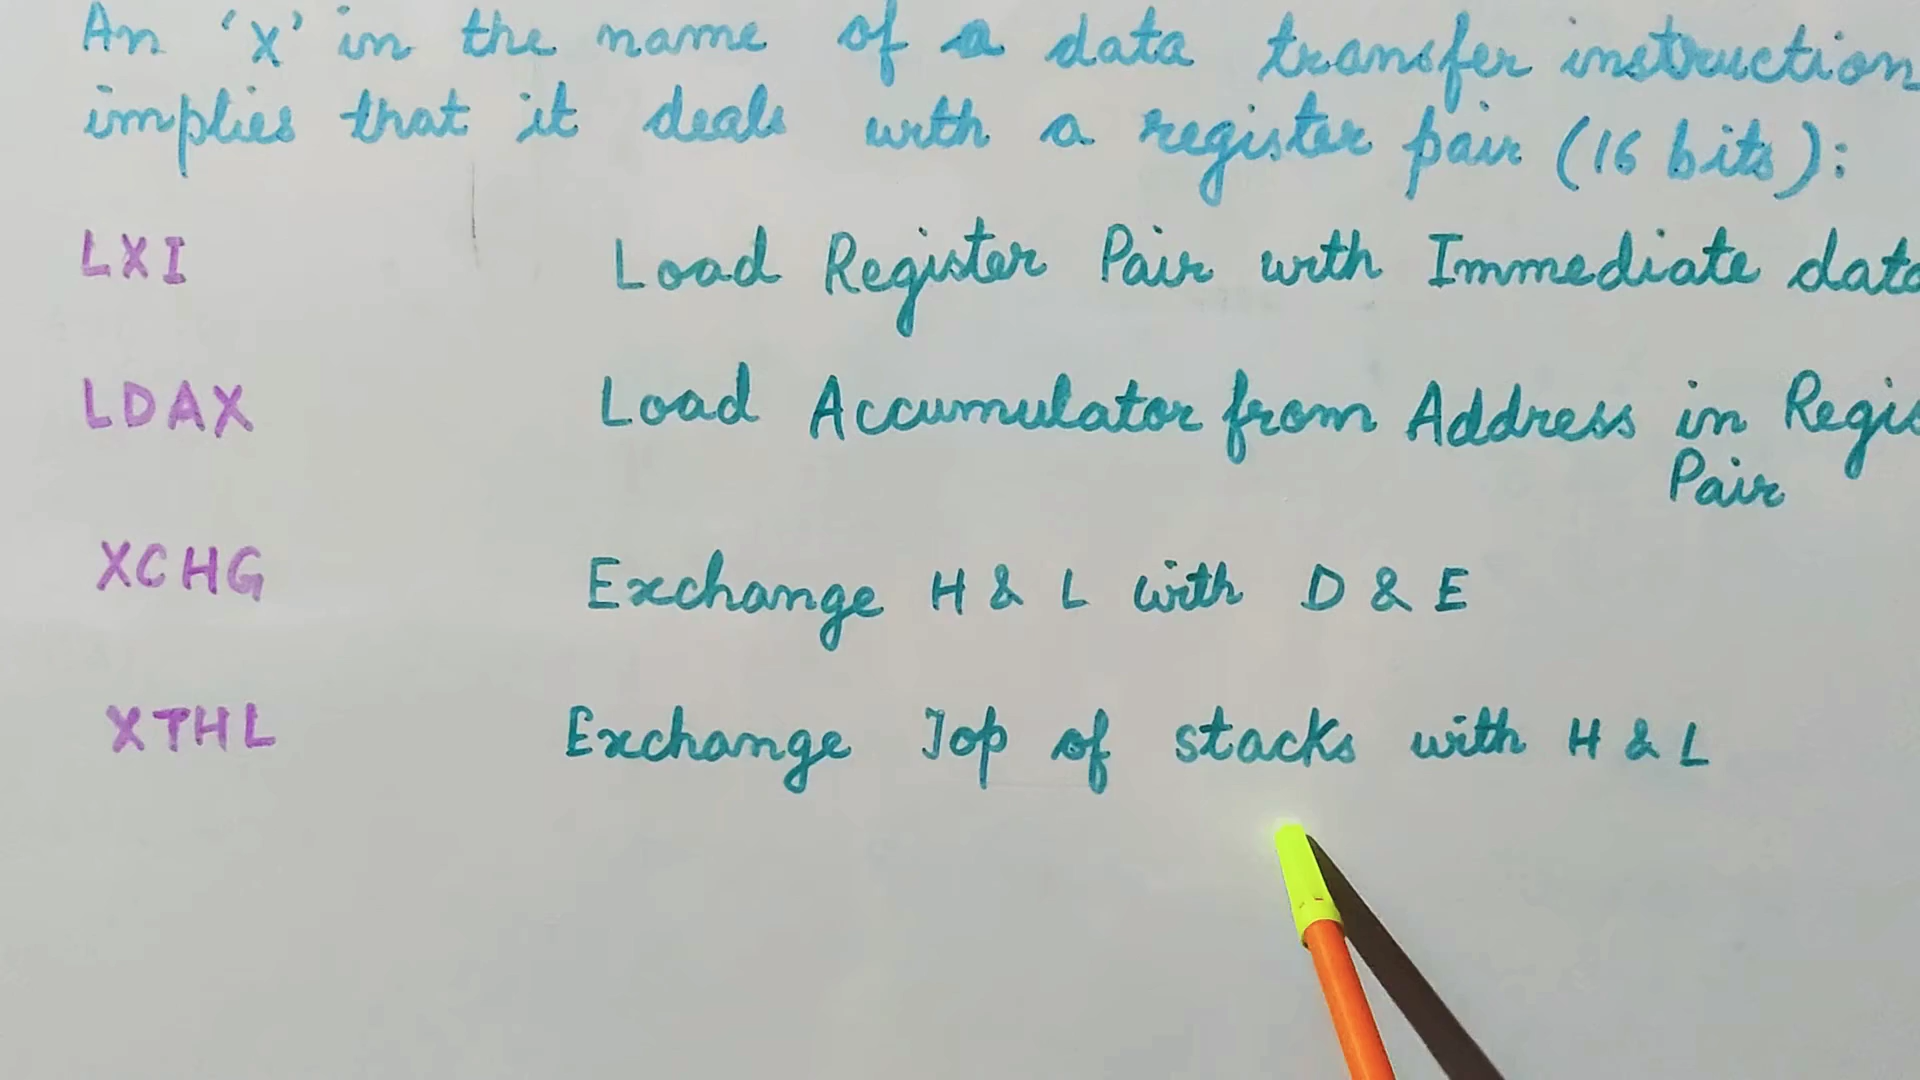 An 'X' in the name of a data transfer instruction
implies that it deals with a register pair (16 bits):
LXI Load Register Pair with Immediate data
LDAX Load Accumulator from Address in Regis
Pair
XCHG Exchange H & L with D & E
XTHL Exchange Top of stacks with H & L